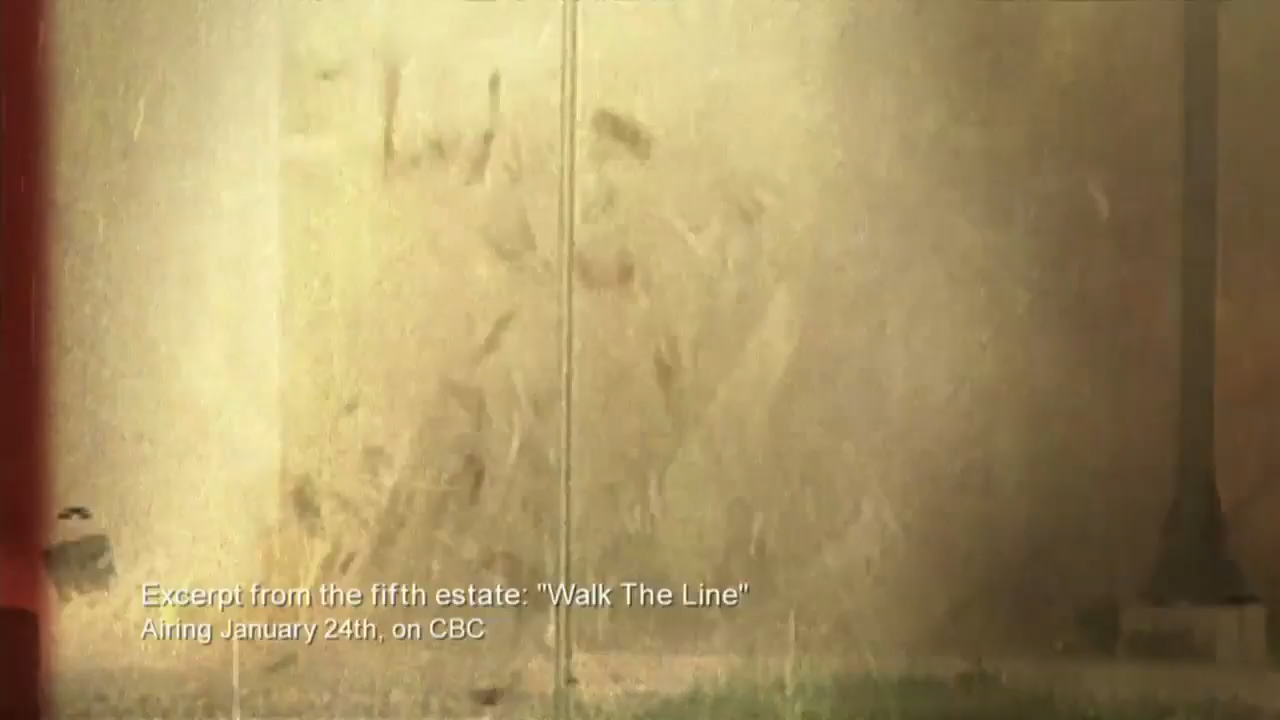 Excerpt from the fifth estate: "Walk The Line"
Airing January 24th, on CBC